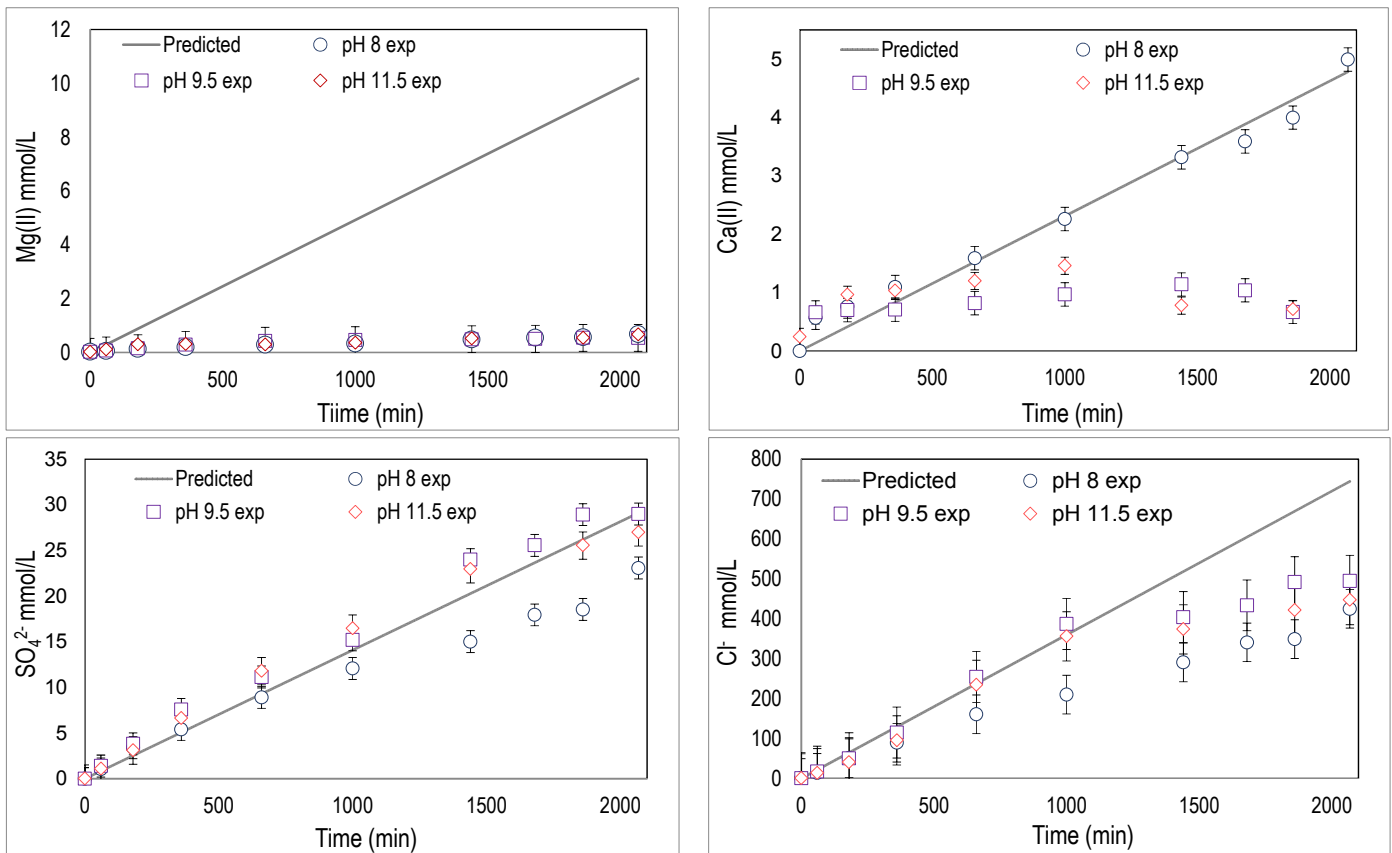 Predicted
pH 8 exp
pH 9.5 exp
pH 11.5 exp
Mg(II) mmol/L
12
10
8
6
4
2
0
0 500 1000 1500 2000
Tiime (min)
Predicted
pH 8 exp
pH 9.5 exp
pH 11.5 exp
Ca(II) mmol/L
5
4
3
2
1
0
0 500 1000 1500 2000
Time (min)
Predicted
pH 8 exp
pH 9.5 exp
pH 11.5 exp
SO₄²⁻ mmol/L
35
30
25
20
15
10
5
0
0 500 1000 1500 2000
Time (min)
Predicted
pH 8 exp
pH 9.5 exp
pH 11.5 exp
Cl⁻ mmol/L
800
700
600
500
400
300
200
100
0
0 500 1000 1500 2000
Time (min)